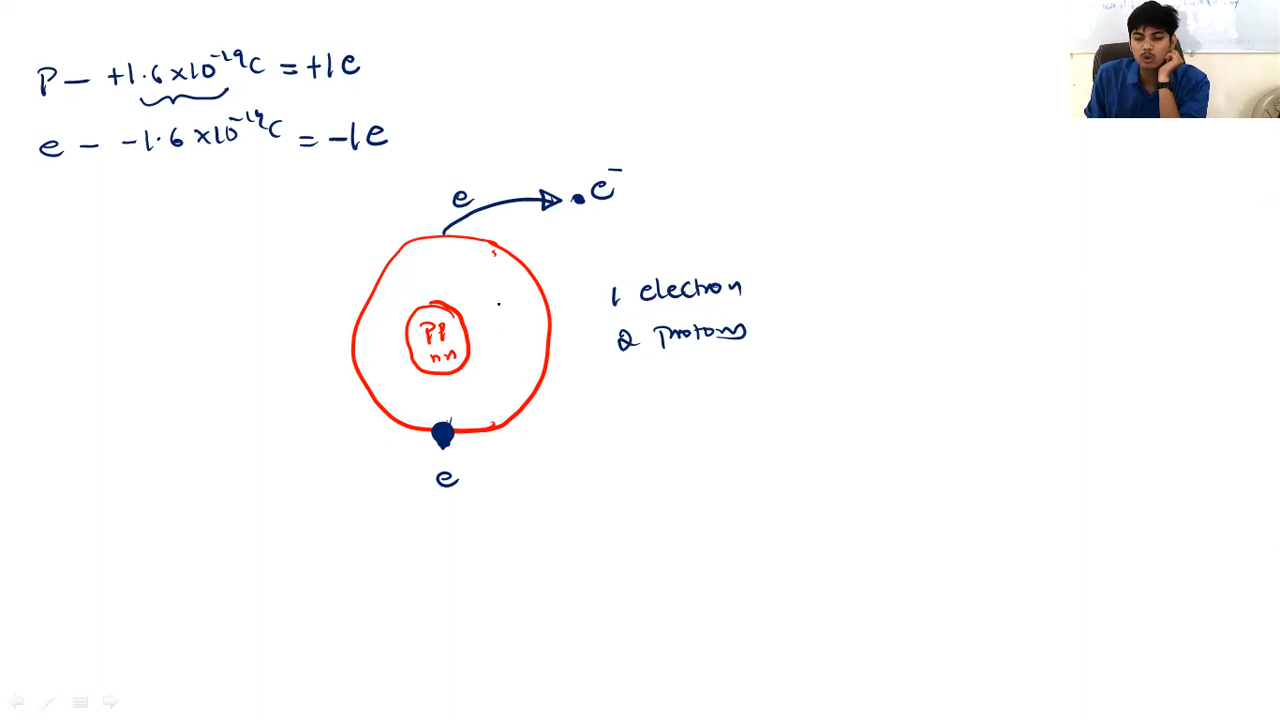 P - +1.6×10⁻¹⁹C = +1e
e - -1.6×10⁻¹⁹C = -1e
e
e⁻
1 electron
2 protons
PP
nn
e